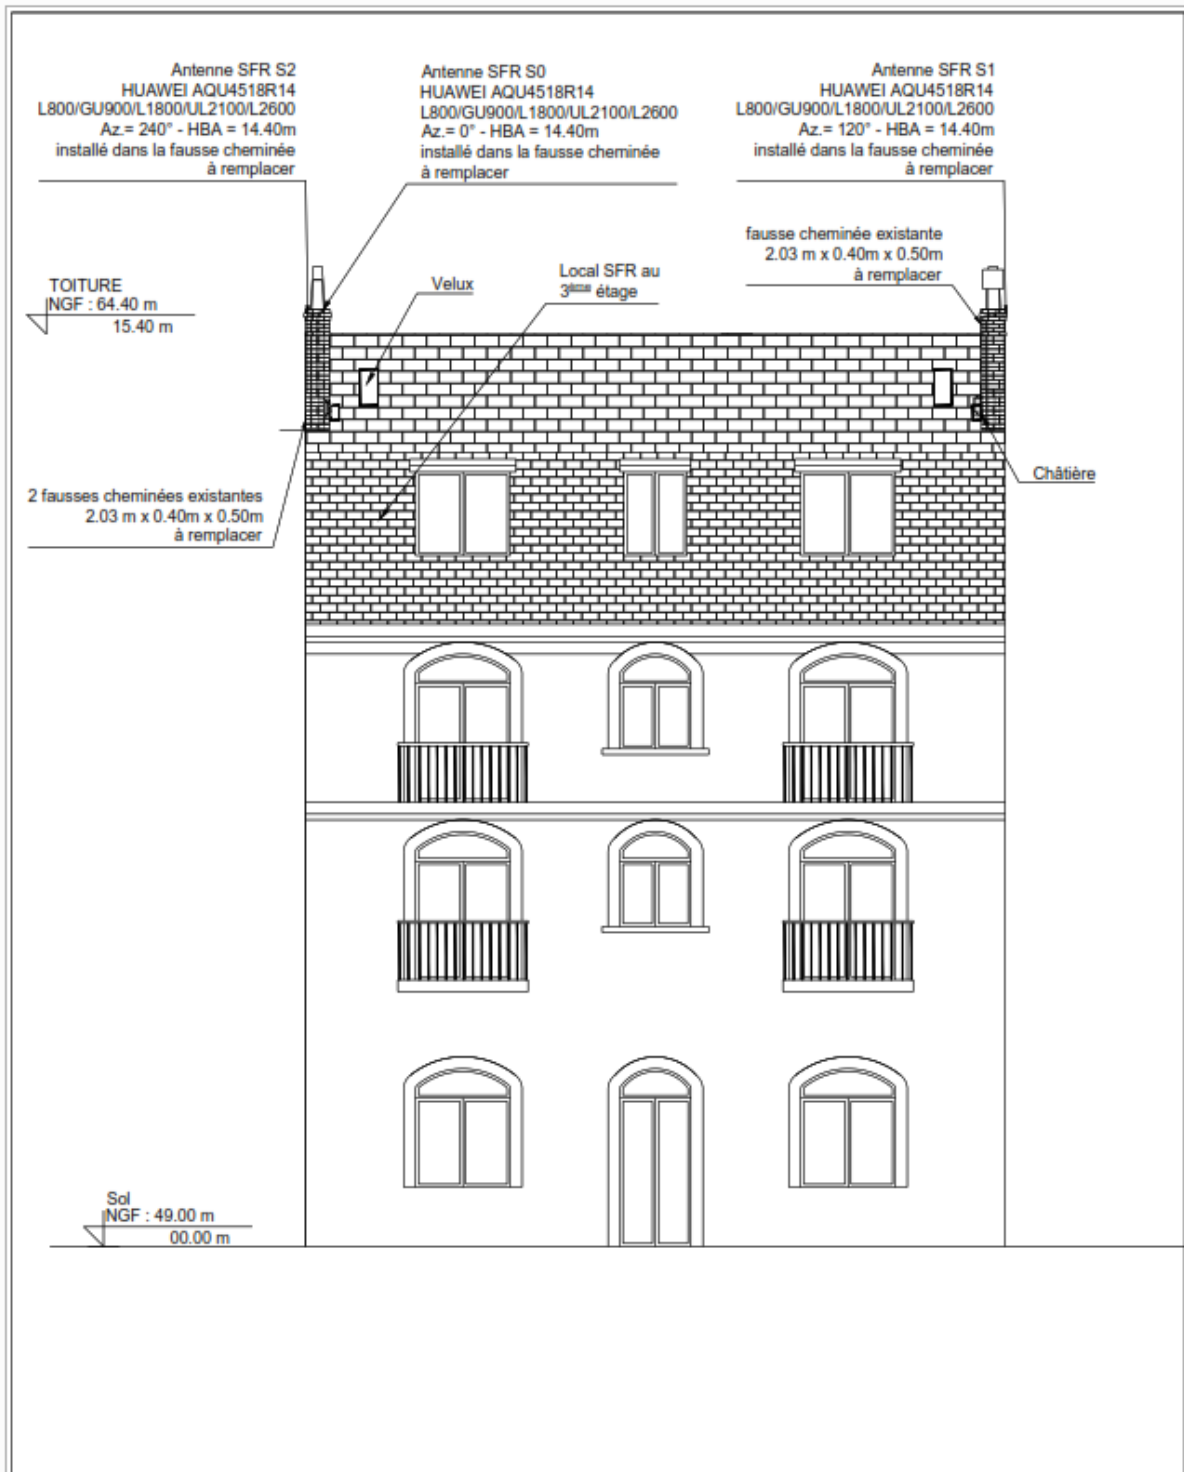 Antenne SFR S2
HUAWEI AQU4518R14
L800/GU900/L1800/UL2100/L2600
Az.= 240° - HBA = 14.40m
installé dans la fausse cheminée
à remplacer
Antenne SFR S0
HUAWEI AQU4518R14
L800/GU900/L1800/UL2100/L2600
Az.= 0° - HBA = 14.40m
installé dans la fausse cheminée
à remplacer
Antenne SFR S1
HUAWEI AQU4518R14
L800/GU900/L1800/UL2100/L2600
Az.= 120° - HBA = 14.40m
installé dans la fausse cheminée
à remplacer
fausse cheminée existante
2.03 m x 0.40m x 0.50m
à remplacer
TOITURE
NGF : 64.40 m
15.40 m
Velux
Local SFR au
3ème étage
Châtière
2 fausses cheminées existantes
2.03 m x 0.40m x 0.50m
à remplacer
Sol
NGF : 49.00 m
00.00 m